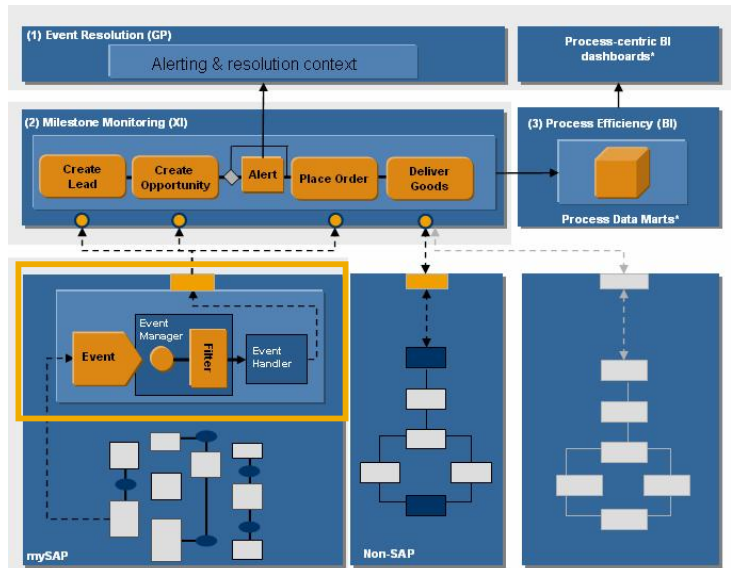 (1) Event Resolution (GP)
Alerting & resolution context
Process-centric BI
dashboards*
(2) Milestone Monitoring (XI)
Create
Lead
Create
Opportunity
Alert
Place Order
Deliver
Goods
(3) Process Efficiency (BI)
Process Data Marts*
Event
Event
Manager
Filter
Event
Handler
mySAP
Non-SAP